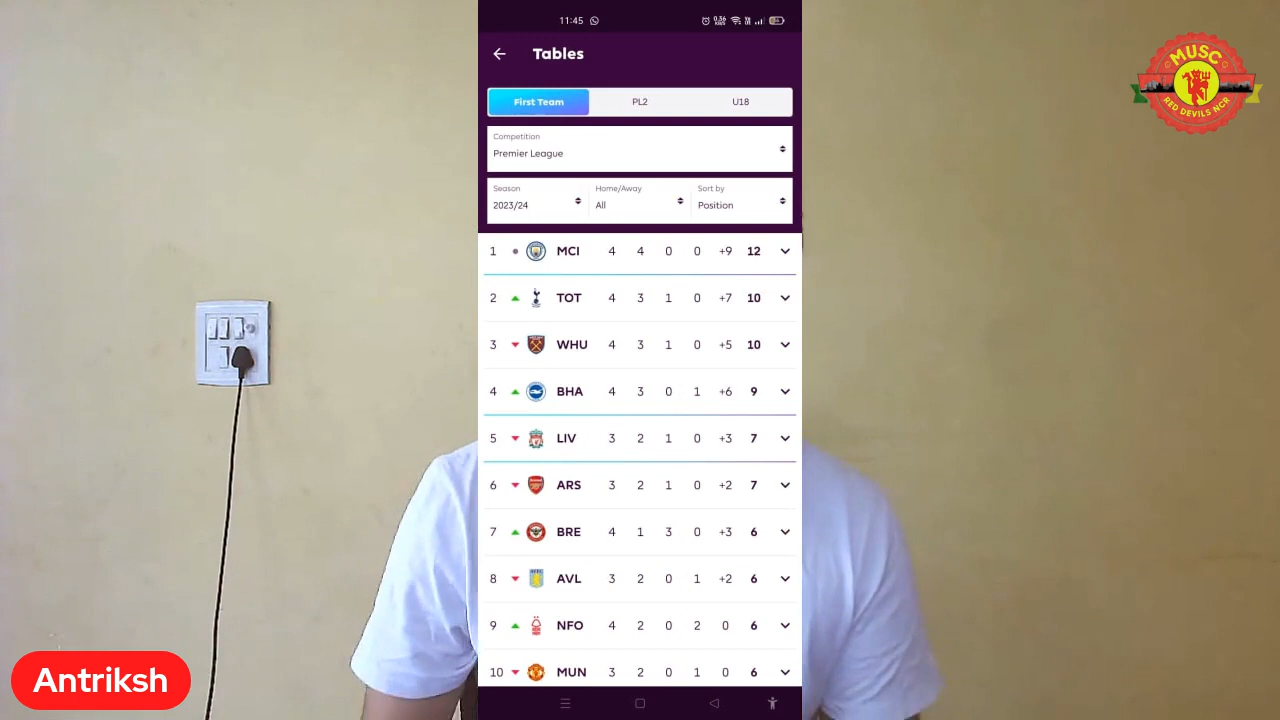 11:45
0.36
KB/S
Tables
First Team
PL2
U18
Competition
Premier League
Season
Home/Away
Sort by
2023/24
All
Position
1 MCI 4 4 0 0 +9 12
2 TOT 4 3 1 0 +7 10
3 WHU 4 3 1 0 +5 10
4 BHA 4 3 0 1 +6 9
5 LIV 3 2 1 0 +3 7
6 ARS 3 2 1 0 +2 7
7 BRE 4 1 3 0 +3 6
8 AVL 3 2 0 1 +2 6
9 NFO 4 2 0 2 0 6
10 MUN 3 2 0 1 0 6
MUSC
RED DEVILS NCR
Antriksh